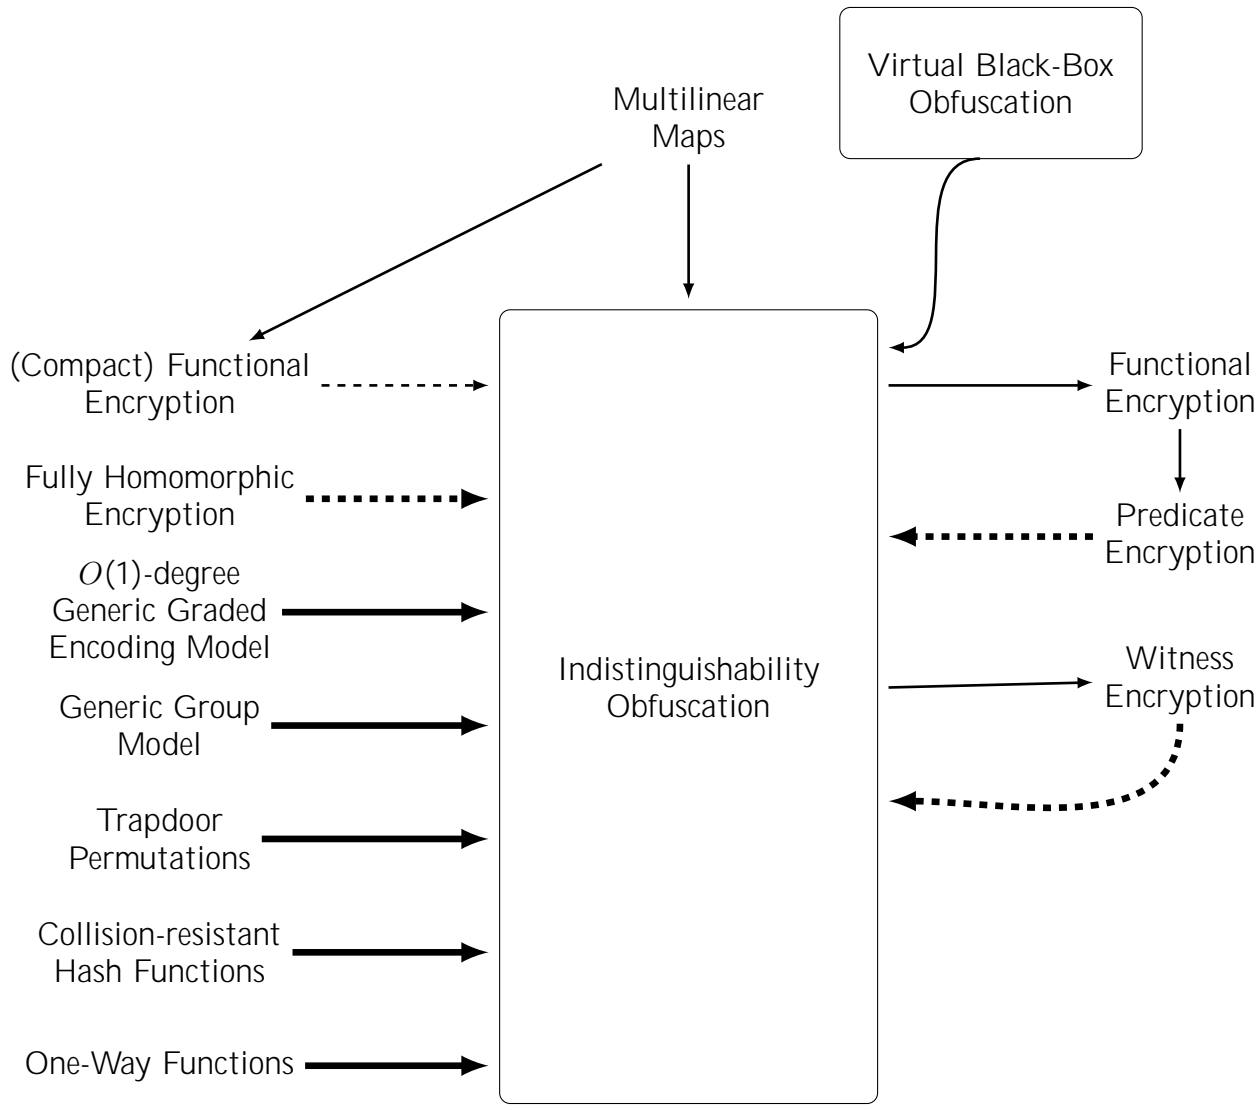 Virtual Black-Box
Obfuscation
Multilinear
Maps
(Compact) Functional
Encryption
Functional
Encryption
Fully Homomorphic
Encryption
Predicate
Encryption
O(1)-degree
Generic Graded
Encoding Model
Indistinguishability
Obfuscation
Witness
Encryption
Generic Group
Model
Trapdoor
Permutations
Collision-resistant
Hash Functions
One-Way Functions